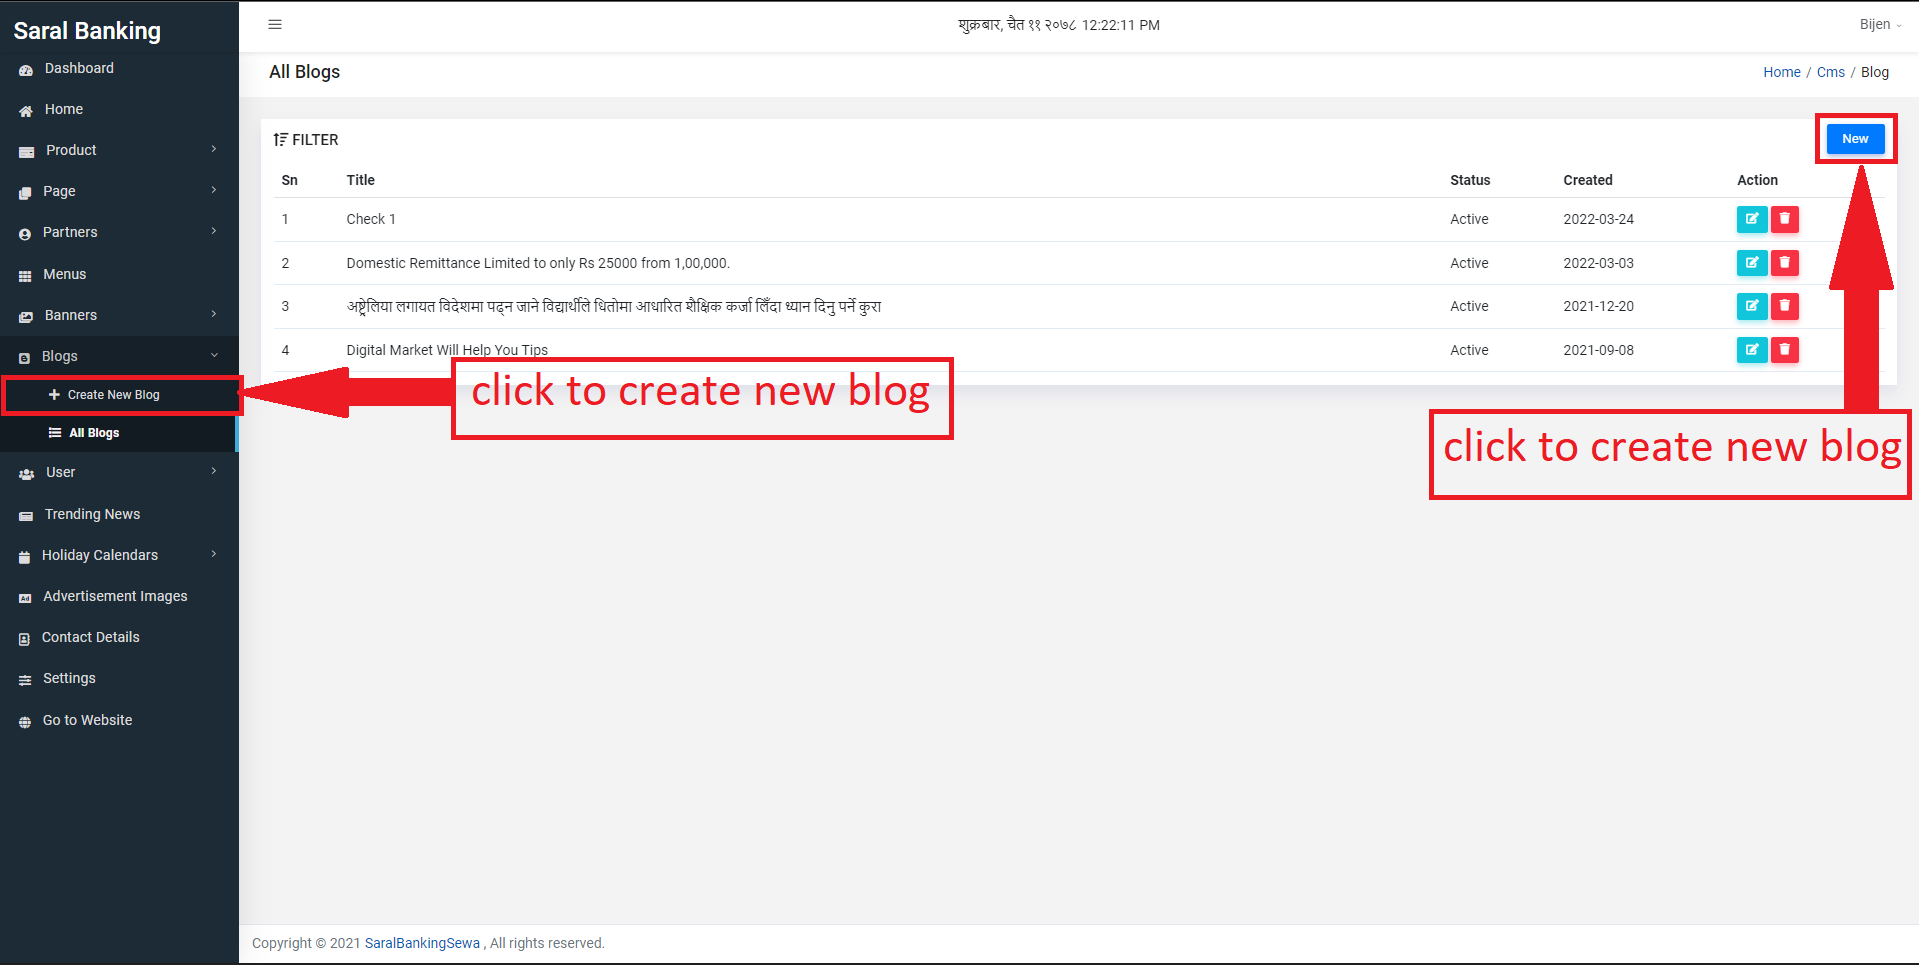 Saral Banking
शुक्रबार, चैत ११ २०७८ 12:22:11 PM
Bijen
Dashboard
Home
Product
Page
Partners
Menus
Banners
Blogs
Create New Blog
All Blogs
User
Trending News
Holiday Calendars
Ad
Advertisement Images
Contact Details
Settings
Go to Website
All Blogs
Home / Cms / Blog
FILTER
New
Sn Title Status Created Action
1 Check 1 Active 2022-03-24
2 Domestic Remittance Limited to only Rs 25000 from 1,00,000. Active 2022-03-03
3 अष्ट्रेलिया लगायत विदेशमा पढ्न जाने विद्यार्थीले धितोमा आधारित शैक्षिक कर्जा लिँदा ध्यान दिनु पर्ने कुरा Active 2021-12-20
4 Digital Market Will Help You Tips Active 2021-09-08
click to create new blog
click to create new blog
Copyright © 2021 SaralBankingSewa , All rights reserved.